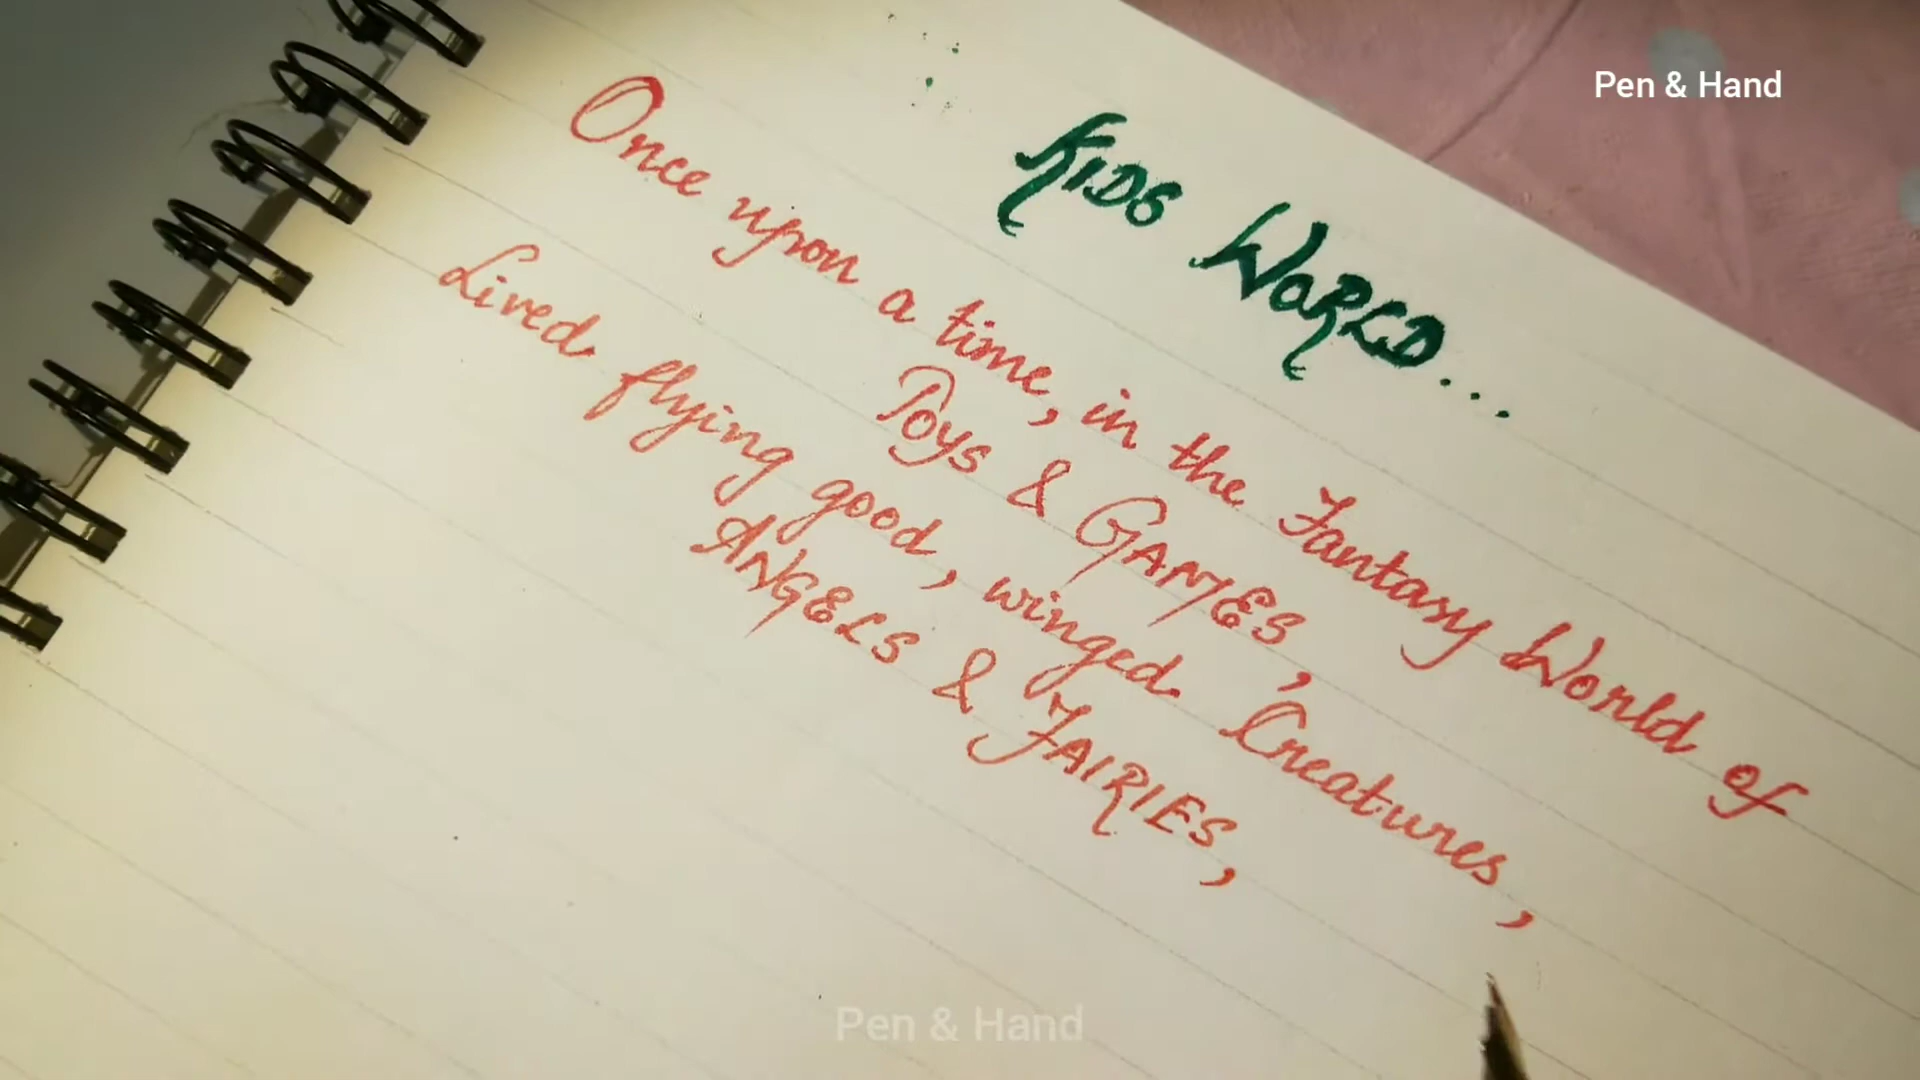 Pen & Hand
KIDS WORLD...
Once upon a time, in the Fantasy World of
Toys & GAMES,
Lived flying good, winged Creatures,
ANGELS & FAIRIES,
Pen & Hand